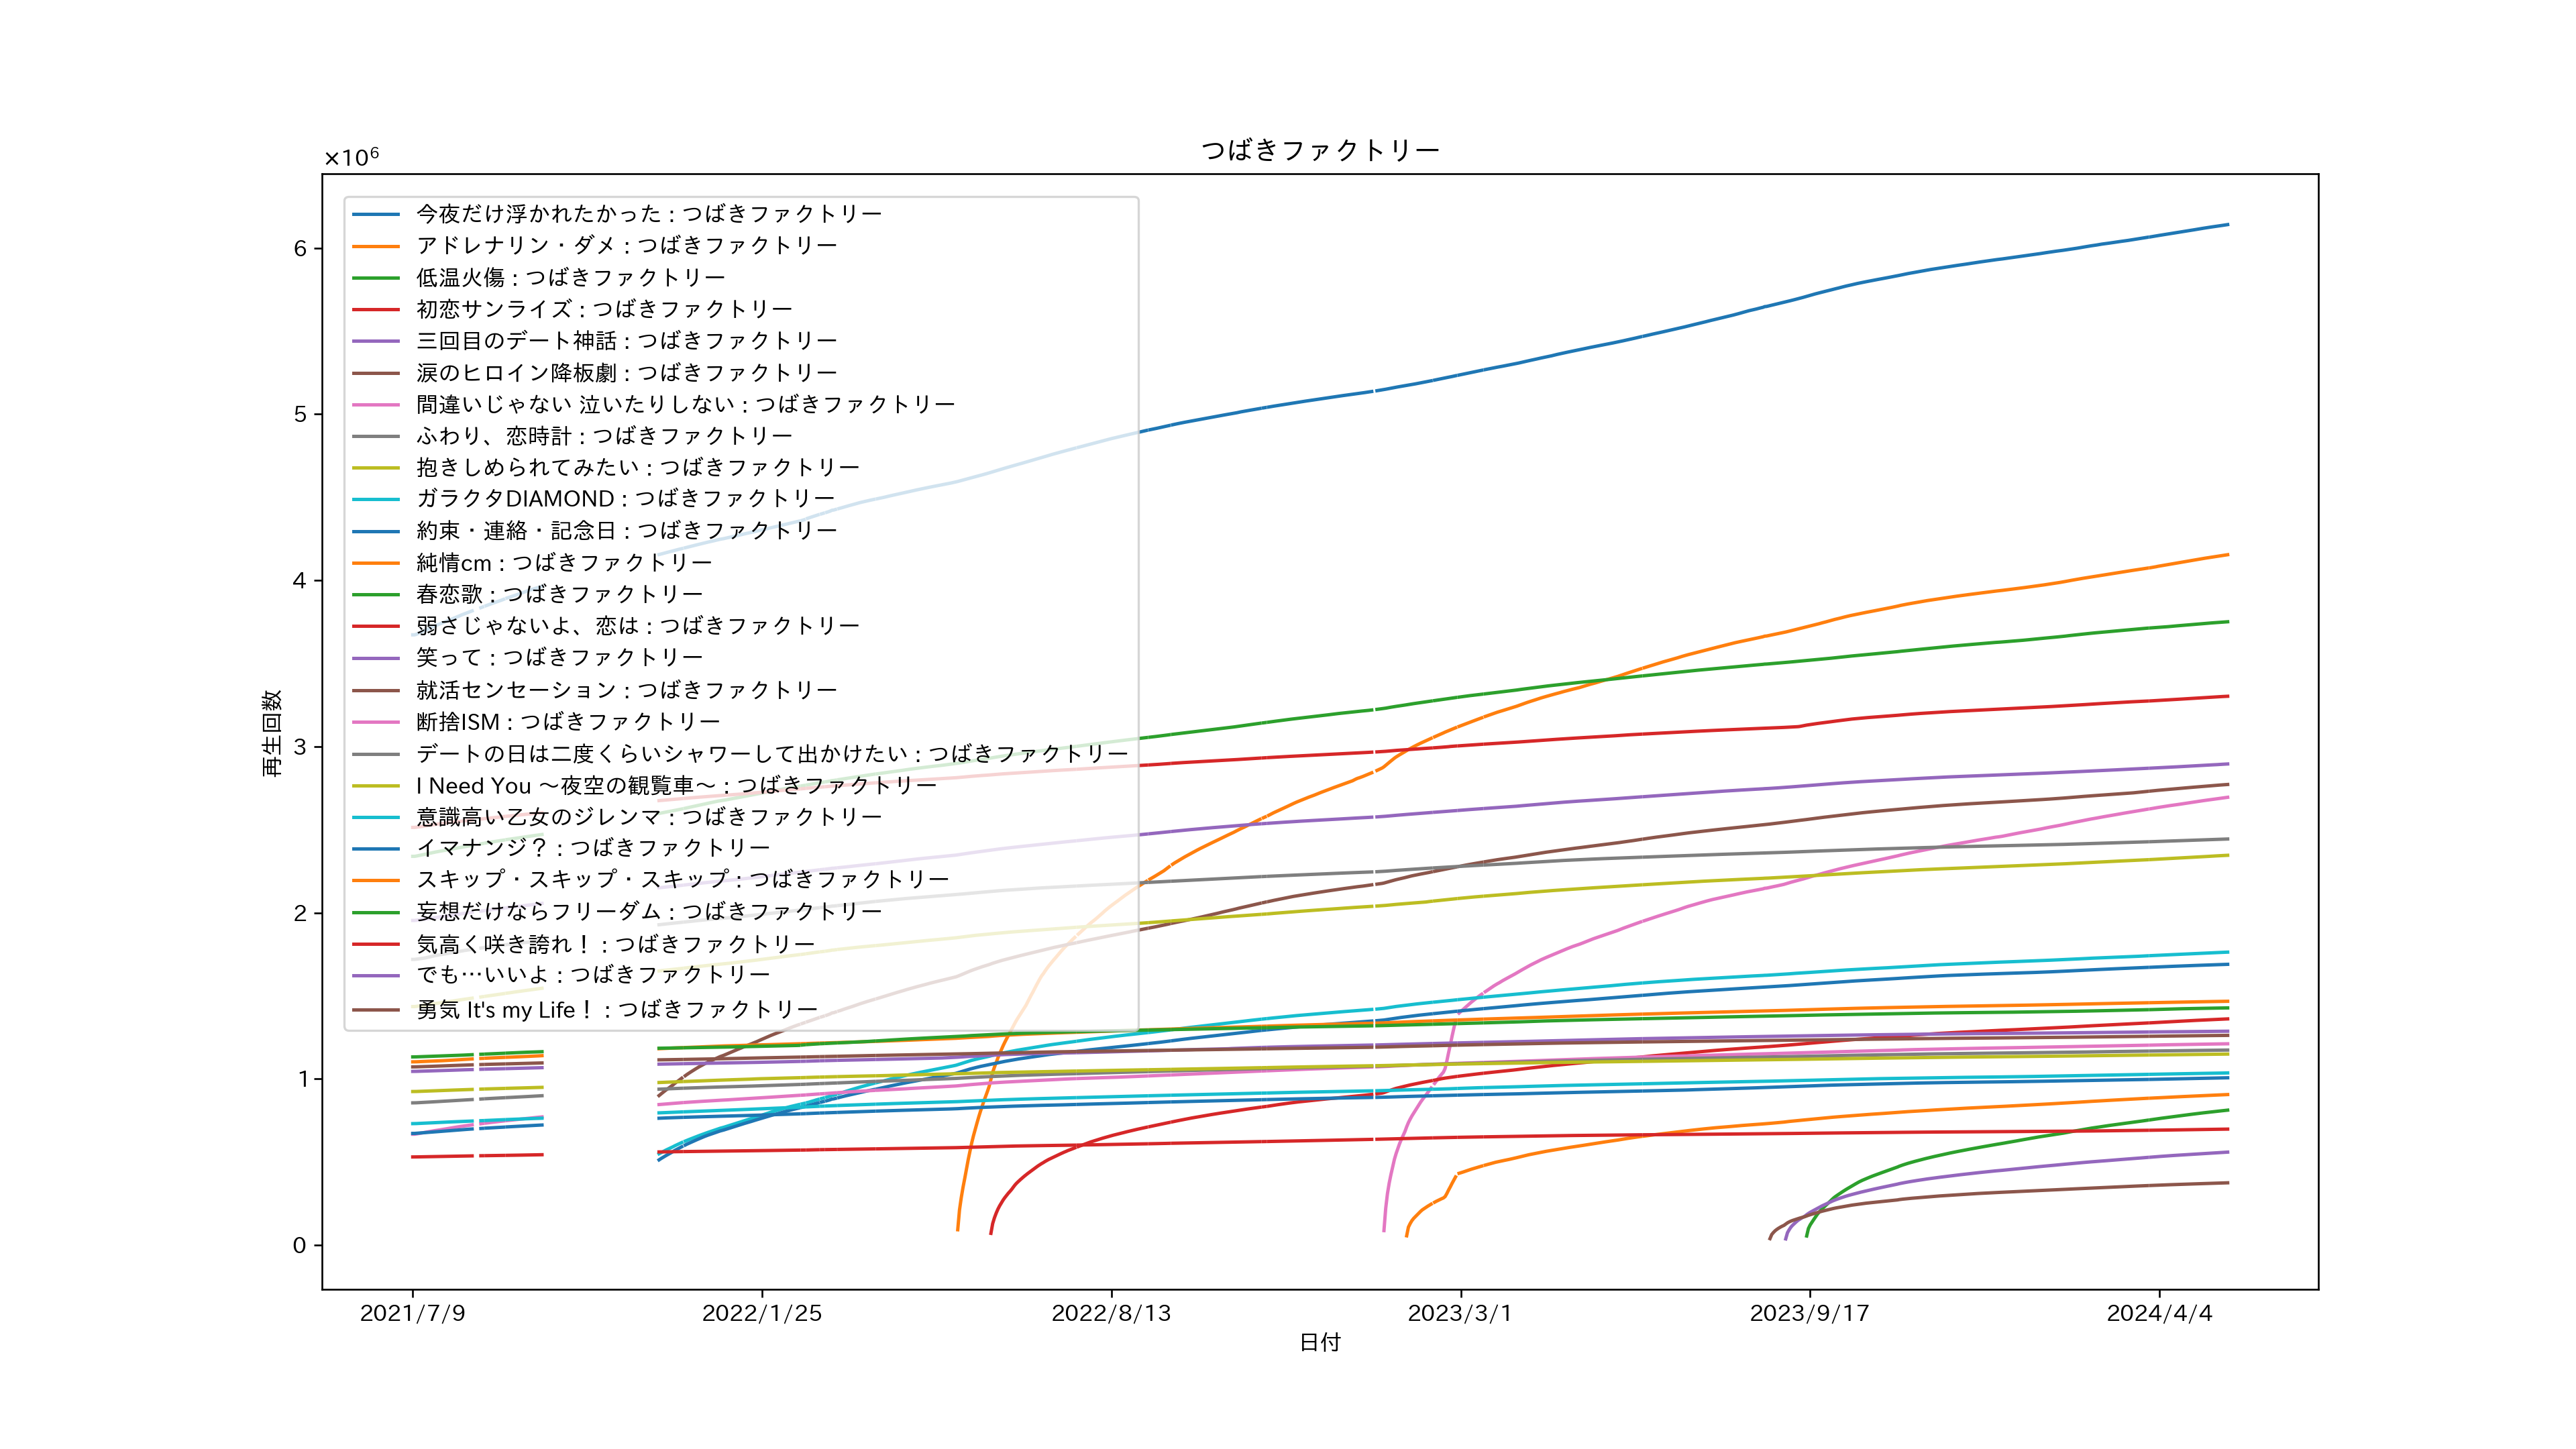 つばきファクトリー
×10⁶
今夜だけ浮かれたかった : つばきファクトリー
アドレナリン・ダメ : つばきファクトリー
低温火傷 : つばきファクトリー
初恋サンライズ : つばきファクトリー
三回目のデート神話 : つばきファクトリー
涙のヒロイン降板劇 : つばきファクトリー
間違いじゃない 泣いたりしない : つばきファクトリー
ふわり、恋時計 : つばきファクトリー
抱きしめられてみたい : つばきファクトリー
ガラクタDIAMOND : つばきファクトリー
約束・連絡・記念日 : つばきファクトリー
純情cm : つばきファクトリー
春恋歌 : つばきファクトリー
弱さじゃないよ、恋は : つばきファクトリー
笑って : つばきファクトリー
就活センセーション : つばきファクトリー
断捨ISM : つばきファクトリー
デートの日は二度くらいシャワーして出かけたい : つばきファクトリー
I Need You ～夜空の観覧車～ : つばきファクトリー
意識高い乙女のジレンマ : つばきファクトリー
イマナンジ？ : つばきファクトリー
スキップ・スキップ・スキップ : つばきファクトリー
妄想だけならフリーダム : つばきファクトリー
気高く咲き誇れ！ : つばきファクトリー
でも…いいよ : つばきファクトリー
勇気 It's my Life！ : つばきファクトリー
6
5
4
3
2
1
0
再生回数
2021/7/9
2022/1/25
2022/8/13
2023/3/1
2023/9/17
2024/4/4
日付